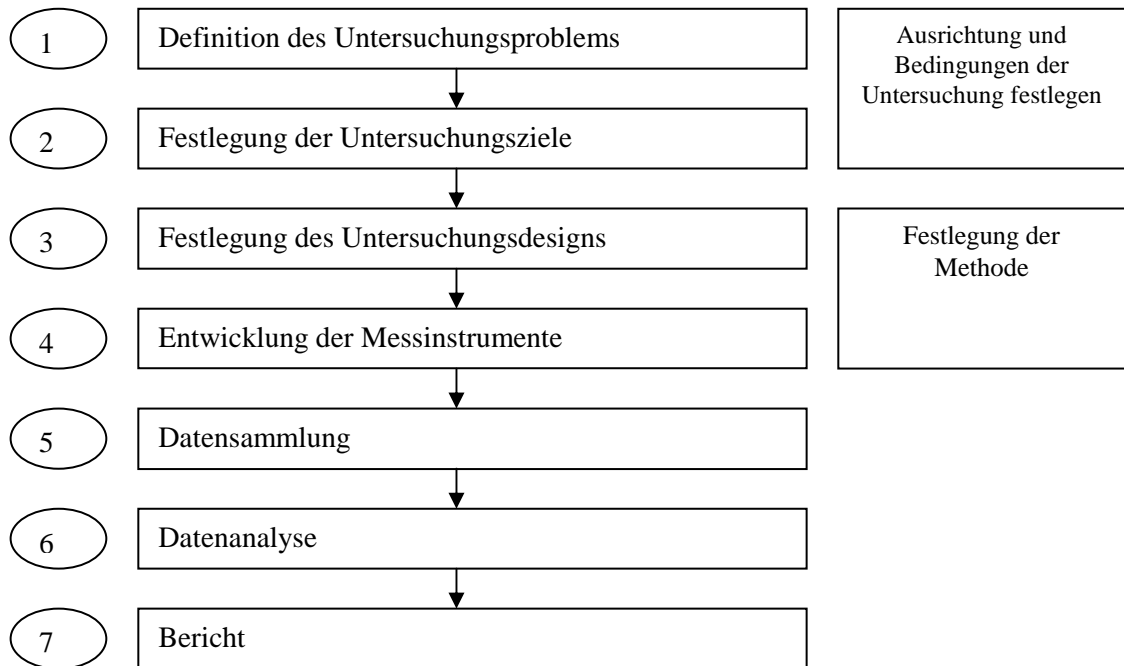 1
Definition des Untersuchungsproblems
Ausrichtung und
Bedingungen der
Untersuchung festlegen
2
Festlegung der Untersuchungsziele
3
Festlegung des Untersuchungsdesigns
Festlegung der
Methode
4
Entwicklung der Messinstrumente
5
Datensammlung
6
Datenanalyse
7
Bericht